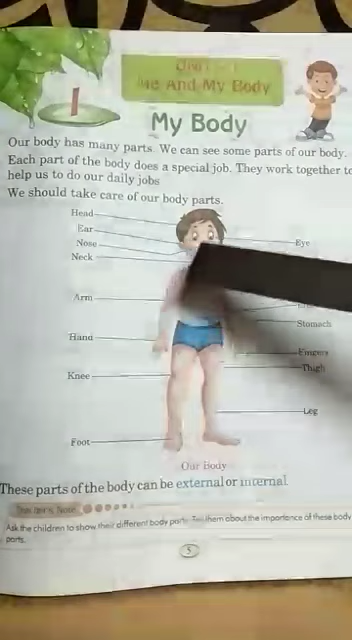 1
Me And My Body
My Body
Our body has many parts. We can see some parts of our body.
Each part of the body does a special job. They work together to
help us to do our daily jobs
We should take care of our body parts.
Head
Ear
Nose
Eye
Neck
Arm
Stomach
Hand
Fingers
Thigh
Knee
Leg
Foot
Our Body
These parts of the body can be external or internal
Ask the children to show their different body parts. Tell them about the importance of these body
parts.
5